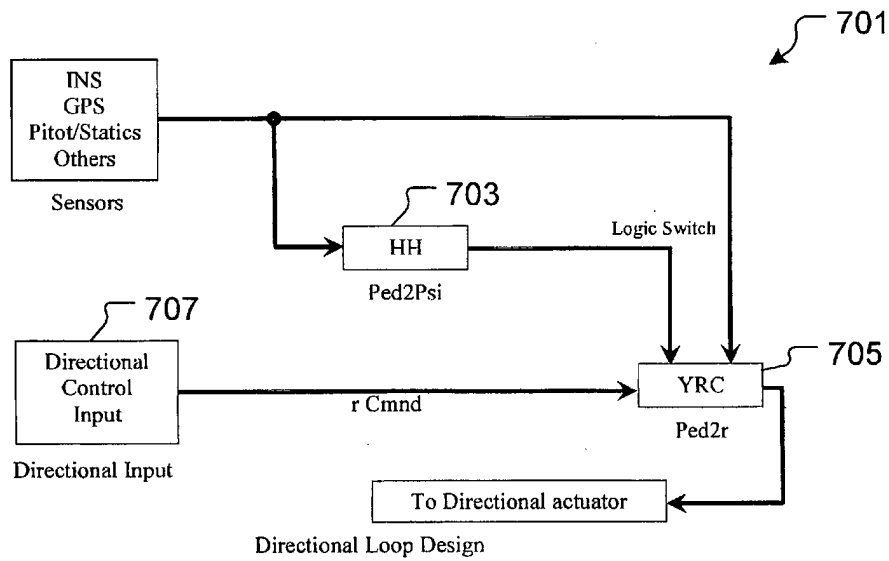 701
INS
GPS
Pitot/Statics
Others
Sensors
703
HH
Ped2Psi
Logic Switch
707
Directional
Control
Input
Directional Input
r Cmnd
705
YRC
Ped2r
To Directional actuator
Directional Loop Design